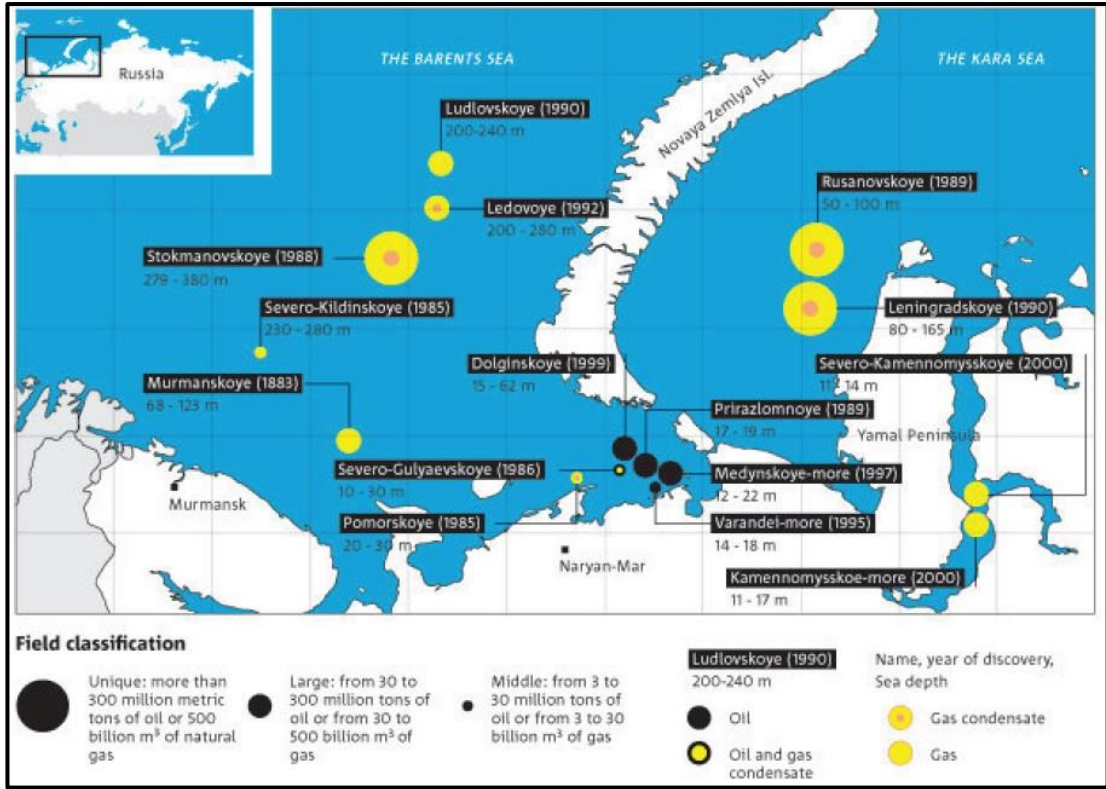 Russia
THE BARENTS SEA
THE KARA SEA
Novaya Zemlya Isl.
Ludlovskoye (1990)
200-240 m
Ledovoye (1992)
200 - 280 m
Rusanovskoye (1989)
50 - 100 m
Stokmanovskoye (1988)
279 - 380 m
Severo-Kildinskoye (1985)
230 - 280 m
Leningradskoye (1990)
80 - 165 m
Dolginskoye (1999)
15 - 62 m
Severo-Kamennomysskoye (2000)
11 - 14 m
Murmanskoye (1883)
68 - 123 m
Prirazlomnoye (1989)
17 - 19 m
Yamal Peninsula
Severo-Gulyaevskoye (1986)
10 - 30 m
Medynskoye-more (1997)
12 - 22 m
Murmansk
Pomorskoye (1985)
20 - 30 m
Varandel-more (1995)
14 - 18 m
Naryan-Mar
Kamennomysskoe-more (2000)
11 - 17 m
Field classification
Unique: more than
300 million metric
tons of oil or 500
billion m³ of natural
gas
Large: from 30 to
300 million tons of
oil or from 30 to
500 billion m³ of
gas
Middle: from 3 to
30 million tons of
oil or from 3 to 30
billion m³ of gas
Ludlovskoye (1990)
200-240 m
Name, year of discovery,
Sea depth
Oil
Gas condensate
Oil and gas
condensate
Gas